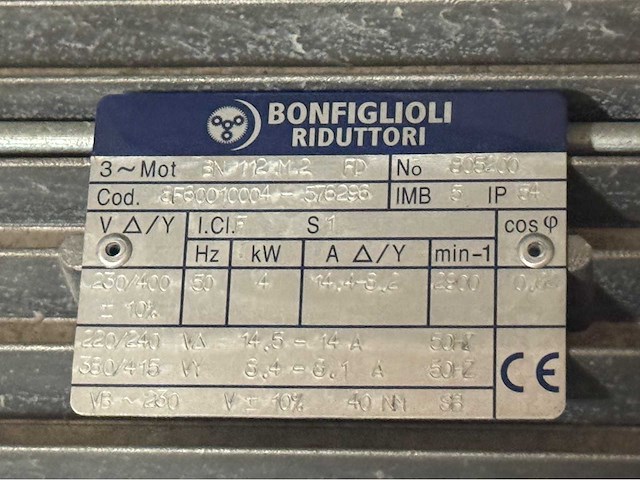 BONFIGLIOLI
RIDUTTORI
3~Mot BN 112 M 2 FD No 805200
Cod. 8F60010004 - 576296 IMB 5 IP 54
V Δ/Y I.Cl.F S1 cosφ
Hz kW A Δ/Y min-1
230/400 50 4 14,4-8,2 2900
± 10%
220/240 VΔ 14,5 - 14 A 50HZ
380/415 VY 8,4 - 8,1 A 50HZ CE
VB ~ 230 V ± 10% 40 NM SB